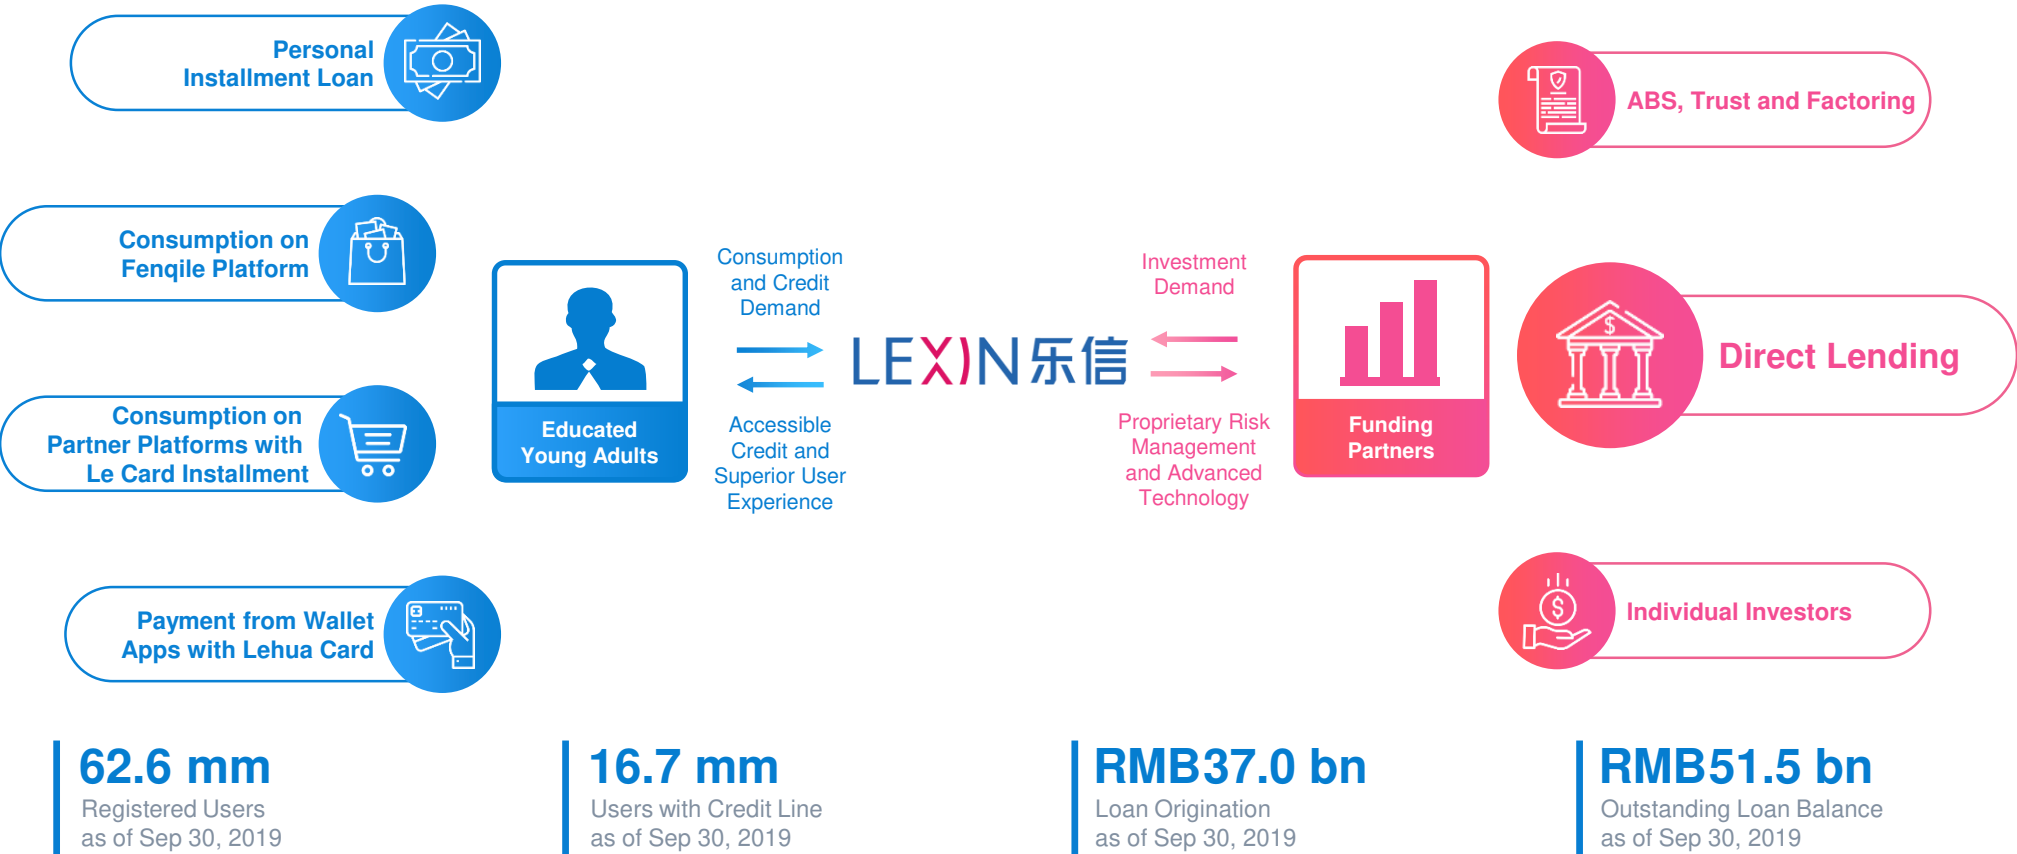 Personal
Installment Loan
Consumption on
Fenqile Platform
Consumption on
Partner Platforms with
Le Card Installment
Payment from Wallet
Apps with Lehua Card
Educated
Young Adults
Consumption
and Credit
Demand
Accessible
Credit and
Superior User
Experience
LEXIN乐信
Investment
Demand
Proprietary Risk
Management
and Advanced
Technology
Funding
Partners
ABS, Trust and Factoring
$
Direct Lending
$
Individual Investors
62.6 mm
Registered Users
as of Sep 30, 2019
16.7 mm
Users with Credit Line
as of Sep 30, 2019
RMB37.0 bn
Loan Origination
as of Sep 30, 2019
RMB51.5 bn
Outstanding Loan Balance
as of Sep 30, 2019